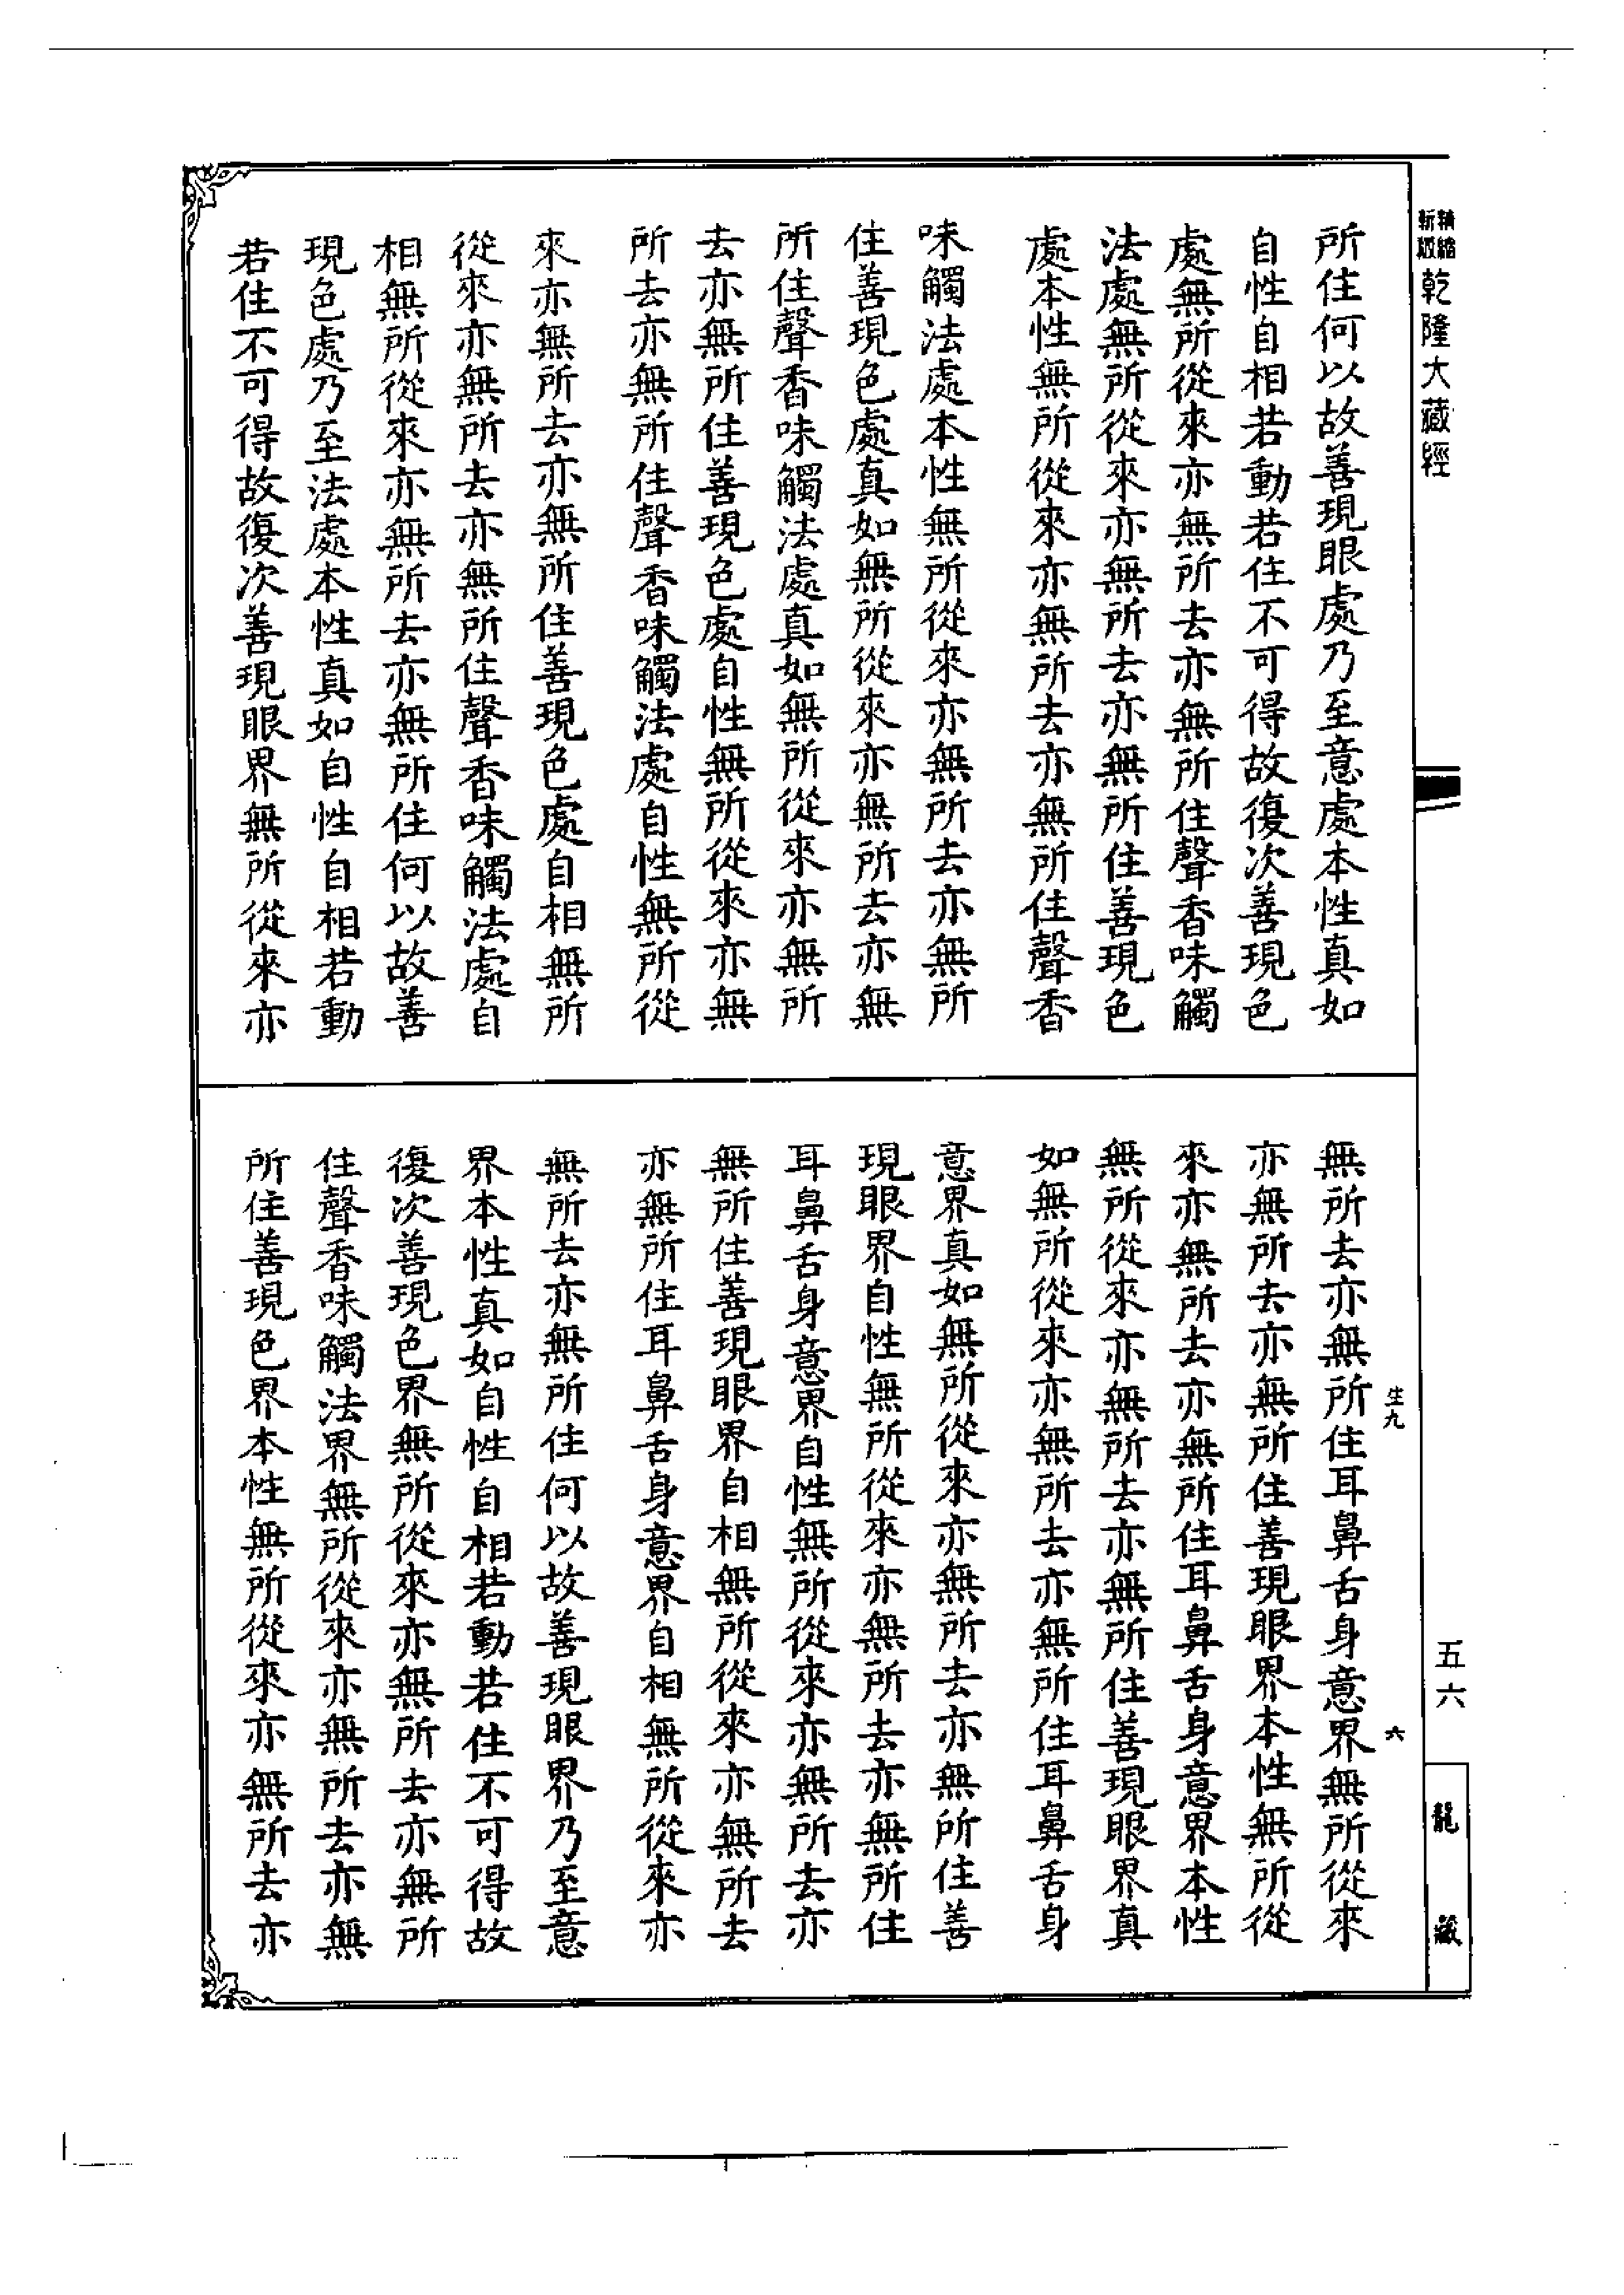 精縮
新版
乾隆大藏經
所住何以故善現眼處乃至意處本性真如
自性自相若動若住不可得故復次善現色
處無所從來亦無所去亦無所住聲香味觸
法處無所從來亦無所去亦無所住善現色
處本性無所從來亦無所去亦無所住聲香
味觸法處本性無所從來亦無所去亦無所
住善現色處真如無所從來亦無所去亦無
所住聲香味觸法處真如無所從來亦無所
去亦無所住善現色處自性無所從來亦無
所去亦無所住聲香味觸法處自性無所從
來亦無所去亦無所住善現色處自相無所
從來亦無所去亦無所住聲香味觸法處自
相無所從來亦無所去亦無所住何以故善
現色處乃至法處本性真如自性自相若動
若住不可得故復次善現眼界無所從來亦
生九
六
無所去亦無所住耳鼻舌身意界無所從來
亦無所去亦無所住善現眼界本性無所從
來亦無所去亦無所住耳鼻舌身意界本性
無所從來亦無所去亦無所住善現眼界真
如無所從來亦無所去亦無所住耳鼻舌身
意界真如無所從來亦無所去亦無所住善
現眼界自性無所從來亦無所去亦無所住
耳鼻舌身意界自性無所從來亦無所去亦
無所住善現眼界自相無所從來亦無所去
亦無所住耳鼻舌身意界自相無所從來亦
無所去亦無所住何以故善現眼界乃至意
界本性真如自性自相若動若住不可得故
復次善現色界無所從來亦無所去亦無所
住聲香味觸法界無所從來亦無所去亦無
所住善現色界本性無所從來亦無所去亦
五六
龍藏